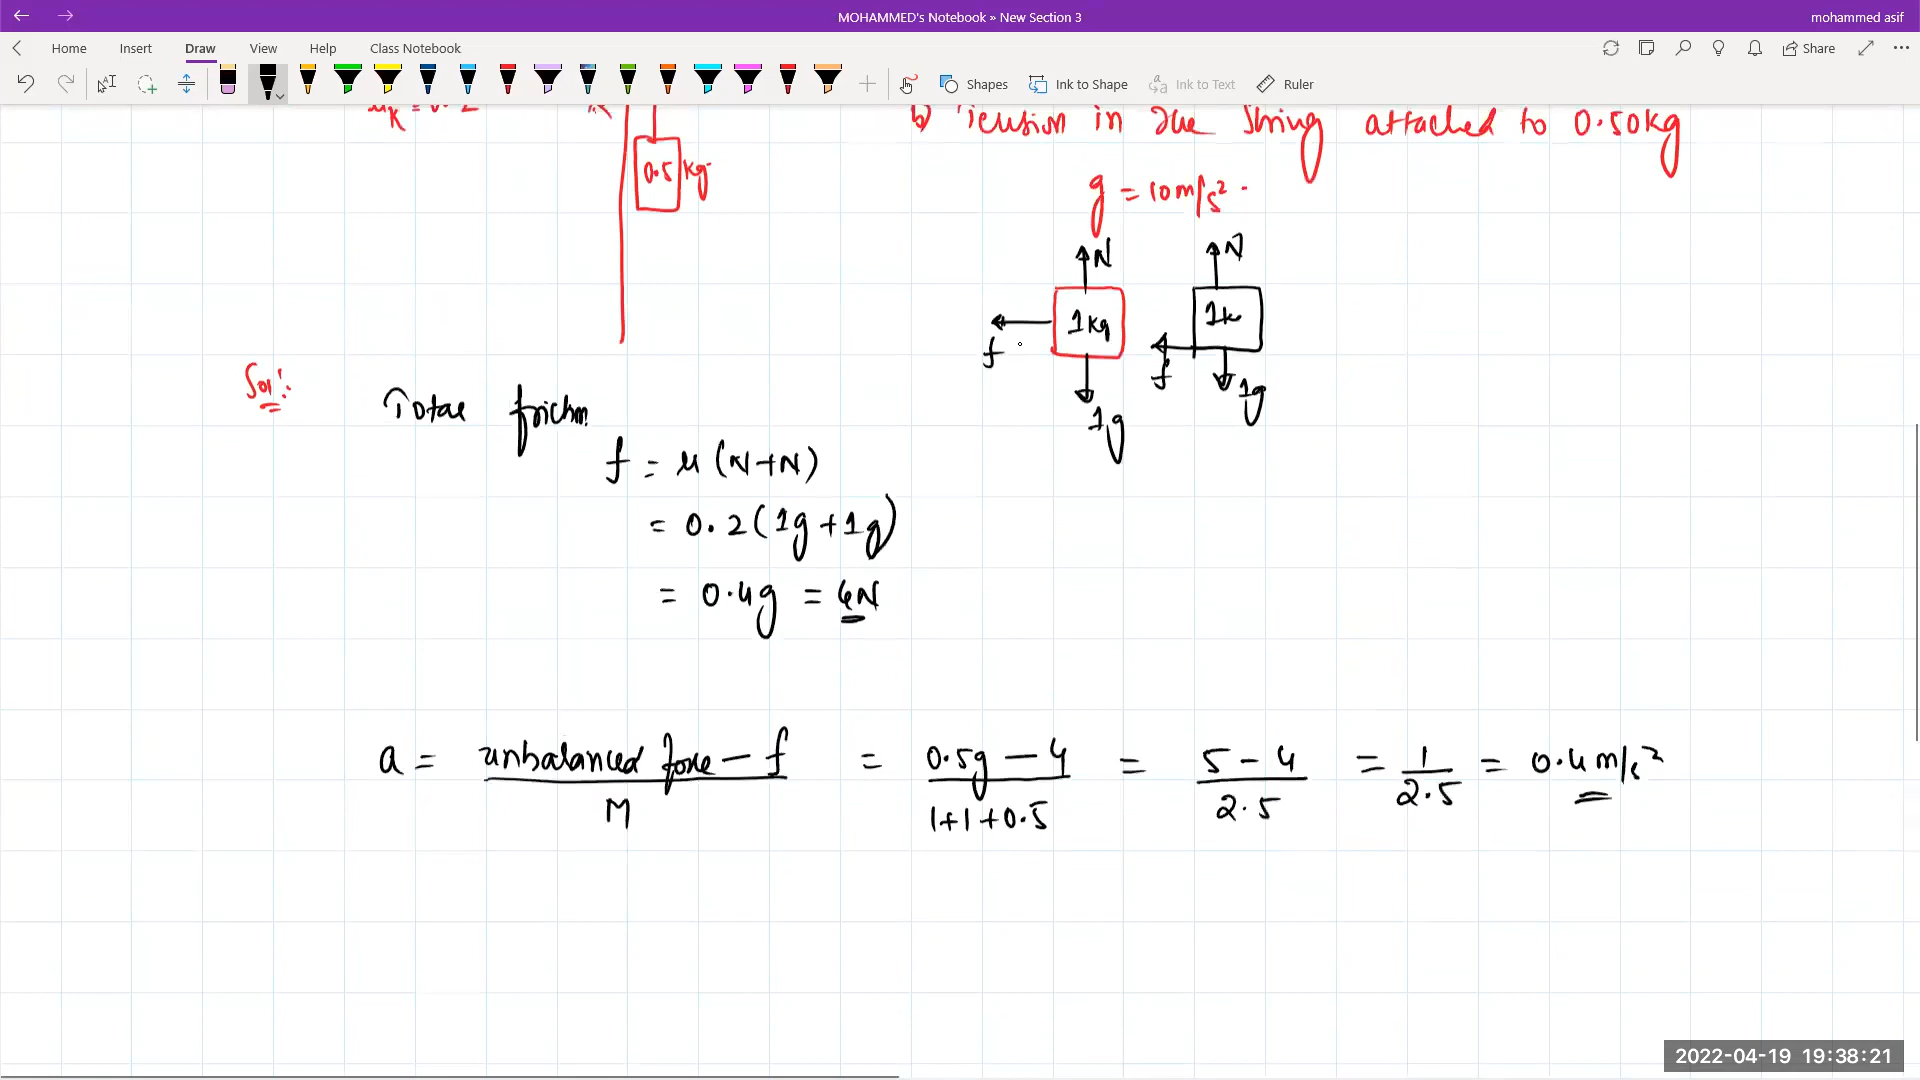 MOHAMMED's Notebook » New Section 3
mohammed asif
Home Insert Draw View Help Class Notebook
Share
Shapes Ink to Shape Ink to Text Ruler
b) Tension in the string attached to 0.50kg
0.5 kg
g = 10m/s²
N N
1kg 1k
f f
1g 1g
Sol:
Total friction
f = μ (N+N)
= 0.2 (1g + 1g)
= 0.4g = 4N
a = unbalanced force - f / M = 0.5g - 4 / 1+1+0.5 = 5 - 4 / 2.5 = 1 / 2.5 = 0.4 m/s²
2022-04-19 19:38:21